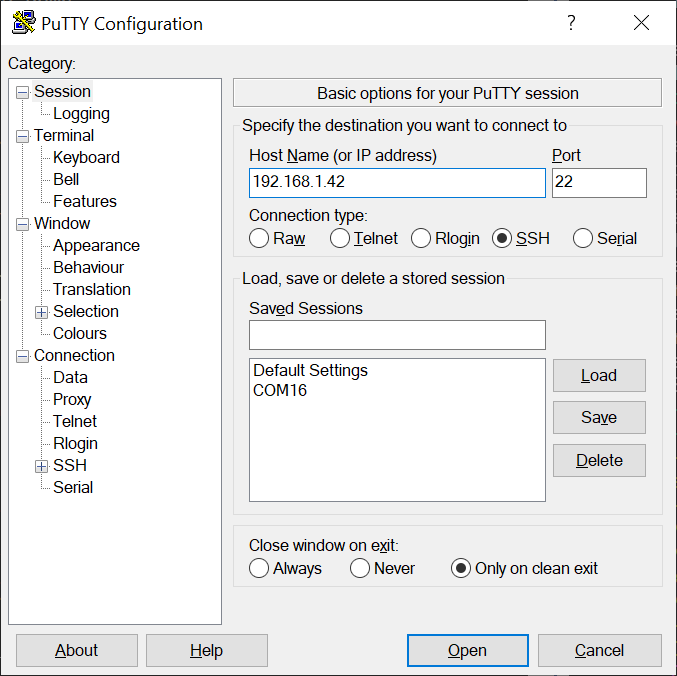 PuTTY Configuration
?
Category:
Session
Logging
Terminal
Keyboard
Bell
Features
Window
Appearance
Behaviour
Translation
Selection
Colours
Connection
Data
Proxy
Telnet
Rlogin
SSH
Serial
Basic options for your PuTTY session
Specify the destination you want to connect to
Host Name (or IP address) Port
192.168.1.42 22
Connection type:
Raw Telnet Rlogin SSH Serial
Load, save or delete a stored session
Saved Sessions
Default Settings
COM16
Load
Save
Delete
Close window on exit:
Always Never Only on clean exit
About Help Open Cancel